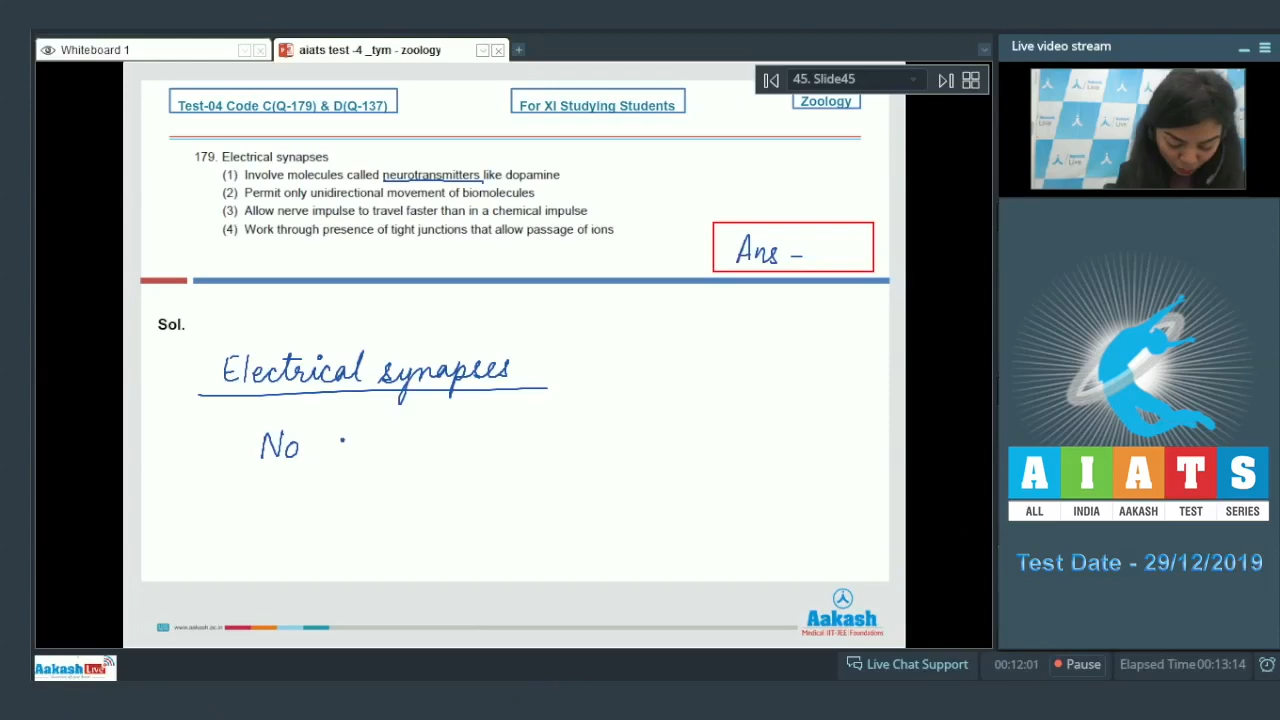 Whiteboard 1
aiats test -4 _tym - zoology
Live video stream
45. Slide45
Test-04 Code C(Q-179) & D(Q-137)
For XI Studying Students
Zoology
179. Electrical synapses
(1) Involve molecules called neurotransmitters like dopamine
(2) Permit only unidirectional movement of biomolecules
(3) Allow nerve impulse to travel faster than in a chemical impulse
(4) Work through presence of tight junctions that allow passage of ions
Ans -
Sol.
Electrical synapses
No
AIATS
ALL INDIA AAKASH TEST SERIES
Test Date - 29/12/2019
www.aakash.ac.in
Aakash
Medical | IIT-JEE | Foundations
Aakash Live
Live Chat Support
00:12:01
Pause
Elapsed Time 00:13:14